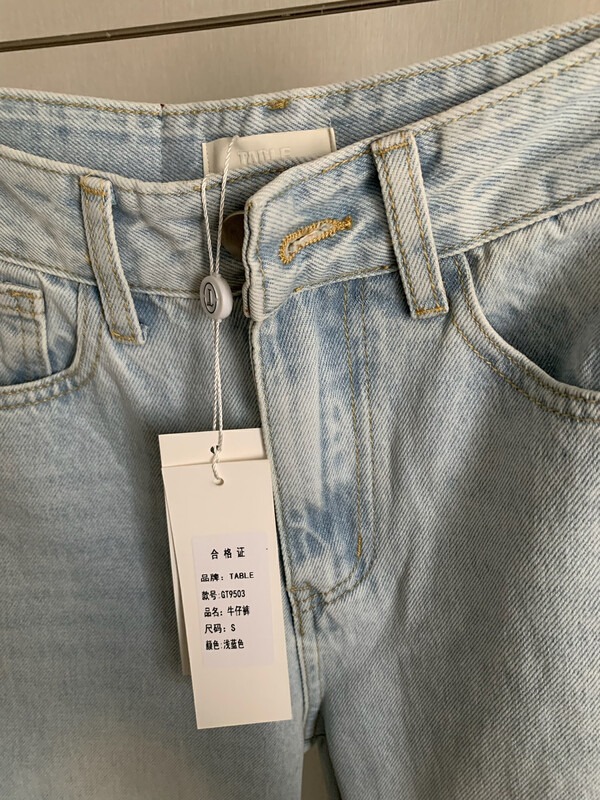 TABLE
合格证
品牌: TABLE
款号:GT9503
品名: 牛仔裤
尺码: S
颜色:浅蓝色